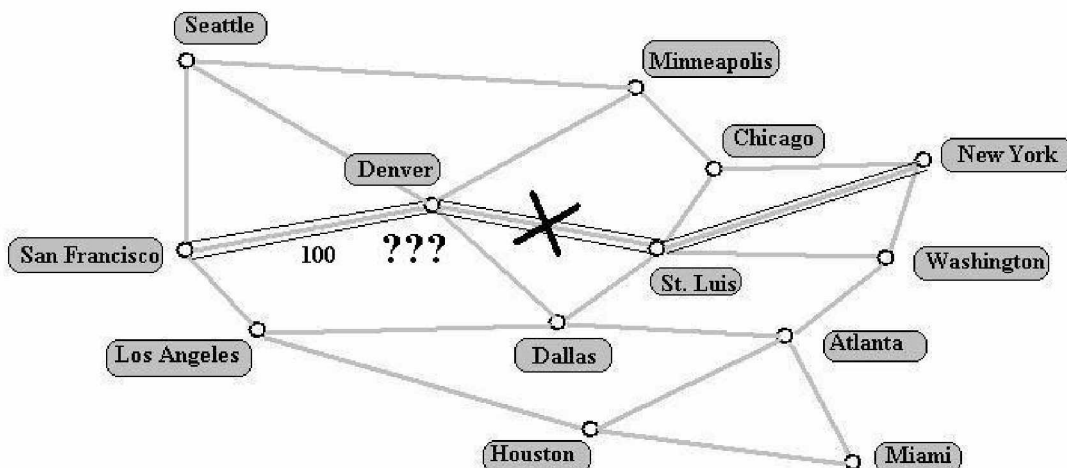 Seattle
Minneapolis
Chicago
New York
Denver
San Francisco
100
???
St. Luis
Washington
Los Angeles
Dallas
Atlanta
Houston
Miami